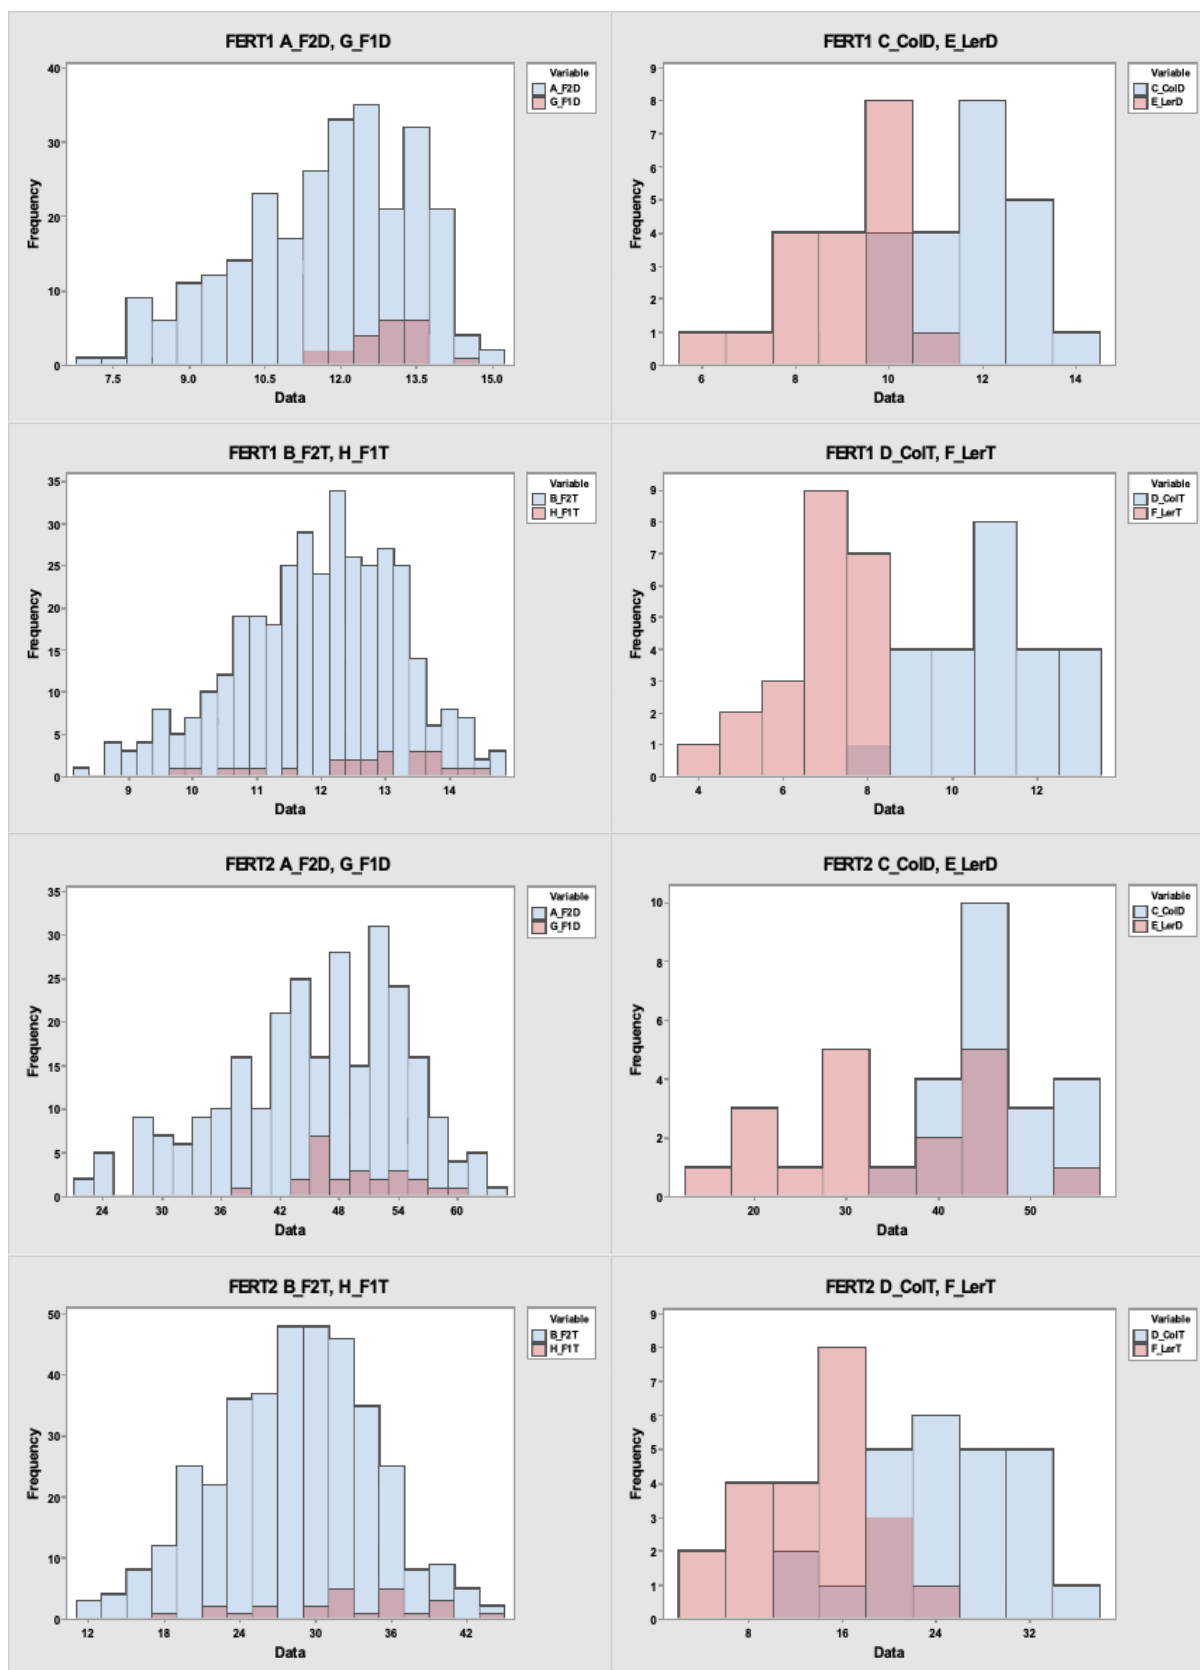 FERT1 A_F2D, G_F1D
Variable
A_F2D
G_F1D
40
30
20
10
0
Frequency
7.5 9.0 10.5 12.0 13.5 15.0
Data
FERT1 C_ColD, E_LerD
Variable
C_ColD
E_LerD
9
8
7
6
5
4
3
2
1
0
Frequency
6 8 10 12 14
Data
FERT1 B_F2T, H_F1T
Variable
B_F2T
H_F1T
35
30
25
20
15
10
5
0
Frequency
9 10 11 12 13 14
Data
FERT1 D_ColT, F_LerT
Variable
D_ColT
F_LerT
9
8
7
6
5
4
3
2
1
0
Frequency
4 6 8 10 12
Data
FERT2 A_F2D, G_F1D
Variable
A_F2D
G_F1D
35
30
25
20
15
10
5
0
Frequency
24 30 36 42 48 54 60
Data
FERT2 C_ColD, E_LerD
Variable
C_ColD
E_LerD
10
8
6
4
2
0
Frequency
20 30 40 50
Data
FERT2 B_F2T, H_F1T
Variable
B_F2T
H_F1T
50
40
30
20
10
0
Frequency
12 18 24 30 36 42
Data
FERT2 D_ColT, F_LerT
Variable
D_ColT
F_LerT
9
8
7
6
5
4
3
2
1
0
Frequency
8 16 24 32
Data